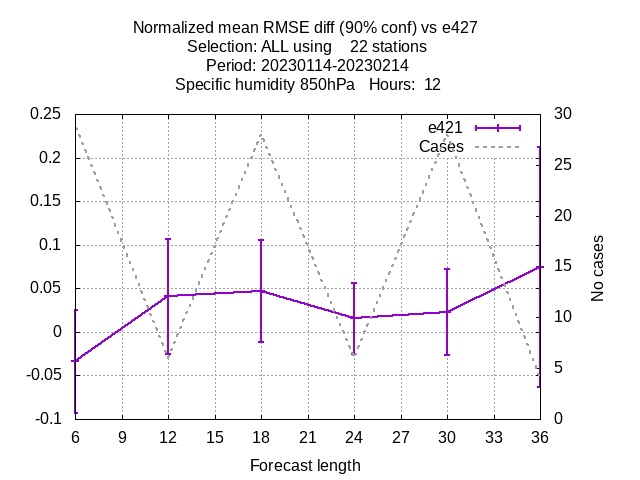 Normalized mean RMSE diff (90% conf) vs e427
Selection: ALL using    22 stations
Period: 20230114-20230214
Specific humidity 850hPa   Hours:  12
0.25
0.2
0.15
0.1
0.05
0
-0.05
-0.1
30
25
20
15
10
5
0
e421
Cases
No cases
6 9 12 15 18 21 24 27 30 33 36
Forecast length